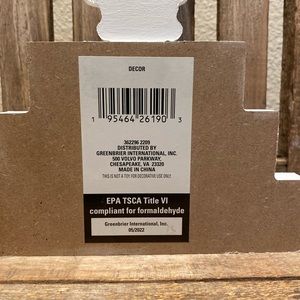 DECOR
1 95464 26190 3
362296 2209
DISTRIBUTED BY
GREENBRIER INTERNATIONAL, INC.
500 VOLVO PARKWAY,
CHESAPEAKE, VA 23320
MADE IN CHINA
THIS IS NOT A TOY FOR DECORATIVE USE ONLY
EPA TSCA Title VI
compliant for formaldehyde
Greenbrier International, Inc.
05/2022